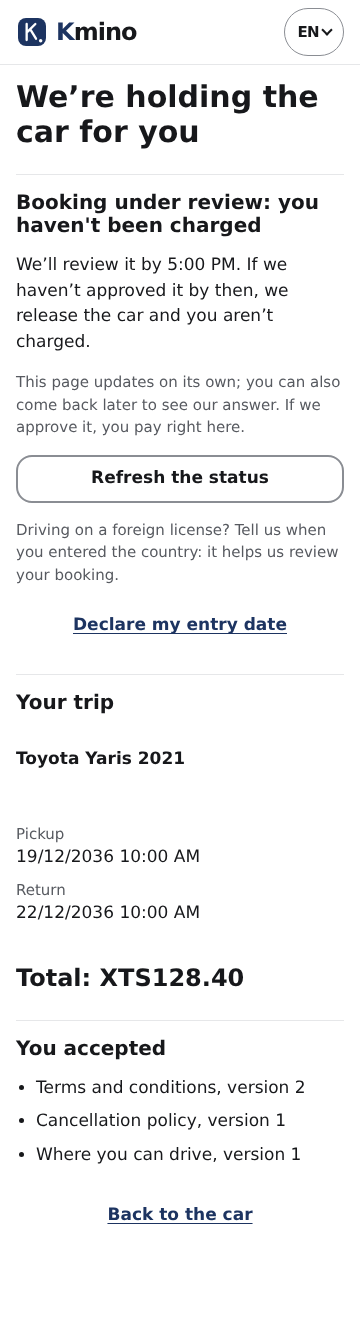 K. Kmino
EN
We’re holding the
car for you
Booking under review: you
haven't been charged
We’ll review it by 5:00 PM. If we
haven’t approved it by then, we
release the car and you aren’t
charged.
This page updates on its own; you can also
come back later to see our answer. If we
approve it, you pay right here.
Refresh the status
Driving on a foreign license? Tell us when
you entered the country: it helps us review
your booking.
Declare my entry date
Your trip
Toyota Yaris 2021
Pickup
19/12/2036 10:00 AM
Return
22/12/2036 10:00 AM
Total: XTS128.40
You accepted
• Terms and conditions, version 2
• Cancellation policy, version 1
• Where you can drive, version 1
Back to the car